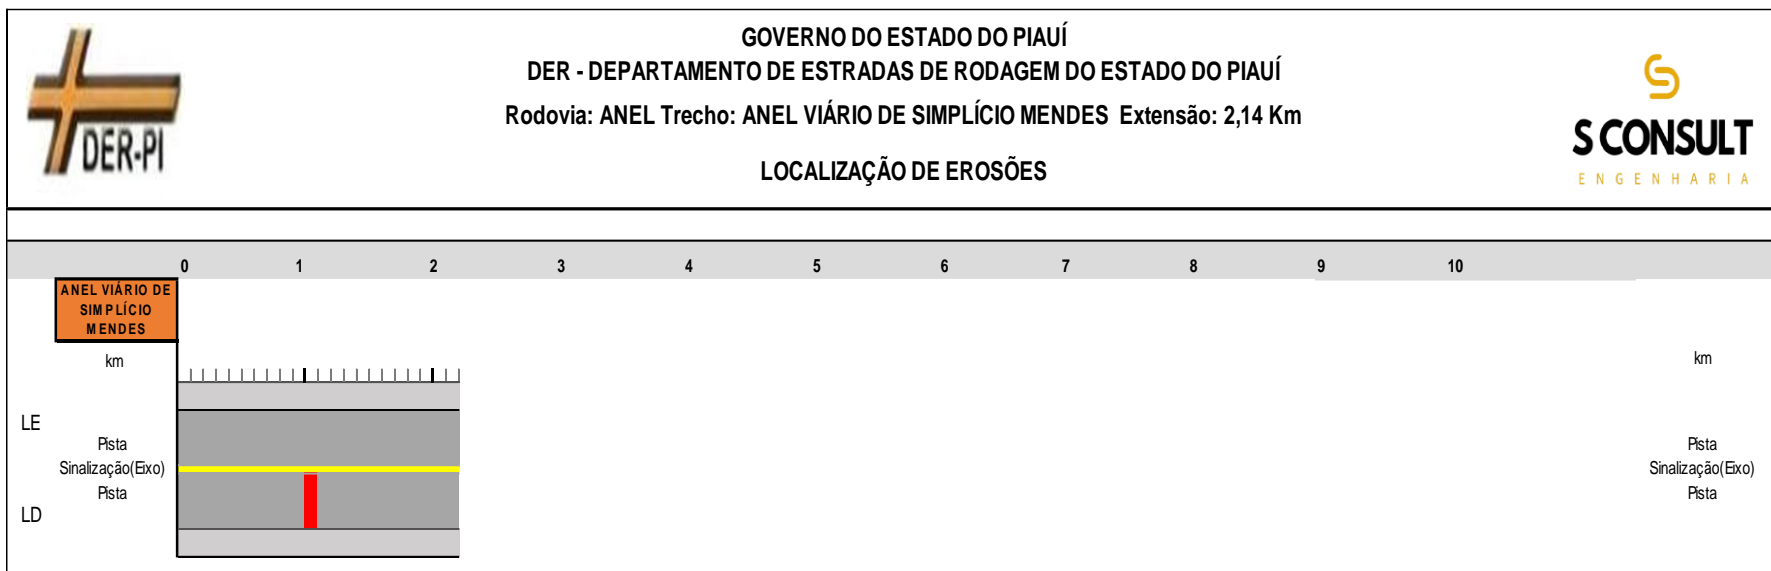 GOVERNO DO ESTADO DO PIAUÍ
DER - DEPARTAMENTO DE ESTRADAS DE RODAGEM DO ESTADO DO PIAUÍ
Rodovia: ANEL Trecho: ANEL VIÁRIO DE SIMPLÍCIO MENDES Extensão: 2,14 Km
LOCALIZAÇÃO DE EROSÕES
DER-PI
S CONSULT
ENGENHARIA
0 1 2 3 4 5 6 7 8 9 10
ANEL VIÁRIO DE
SIMPLÍCIO
MENDES
km km
LE
Pista Pista
Sinalização(Eixo) Sinalização(Eixo)
Pista Pista
LD